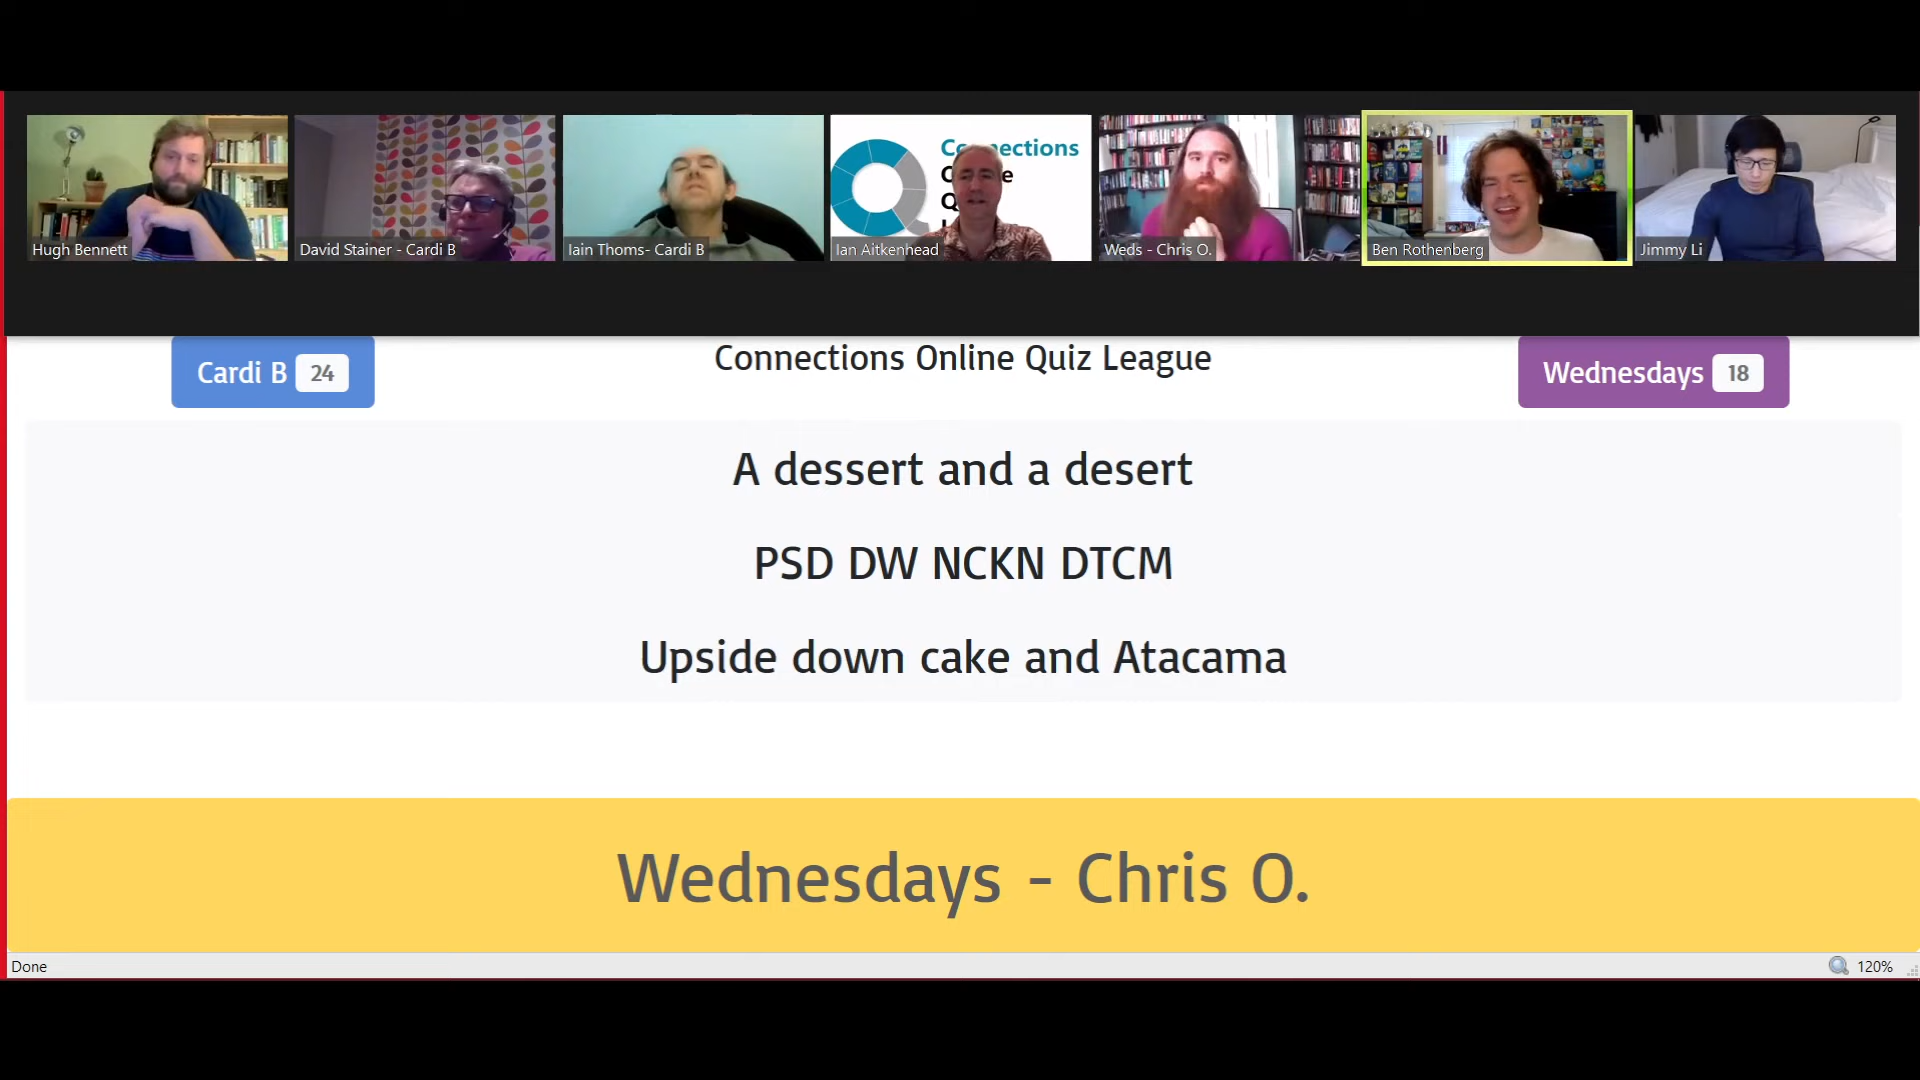 Connections
Hugh Bennett
David Stainer - Cardi B
Iain Thoms- Cardi B
Ian Aitkenhead
Weds - Chris O.
Ben Rothenberg
Jimmy Li
Cardi B 24
Connections Online Quiz League
Wednesdays 18
A dessert and a desert
PSD DW NCKN DTCM
Upside down cake and Atacama
Wednesdays - Chris O.
Done
120%